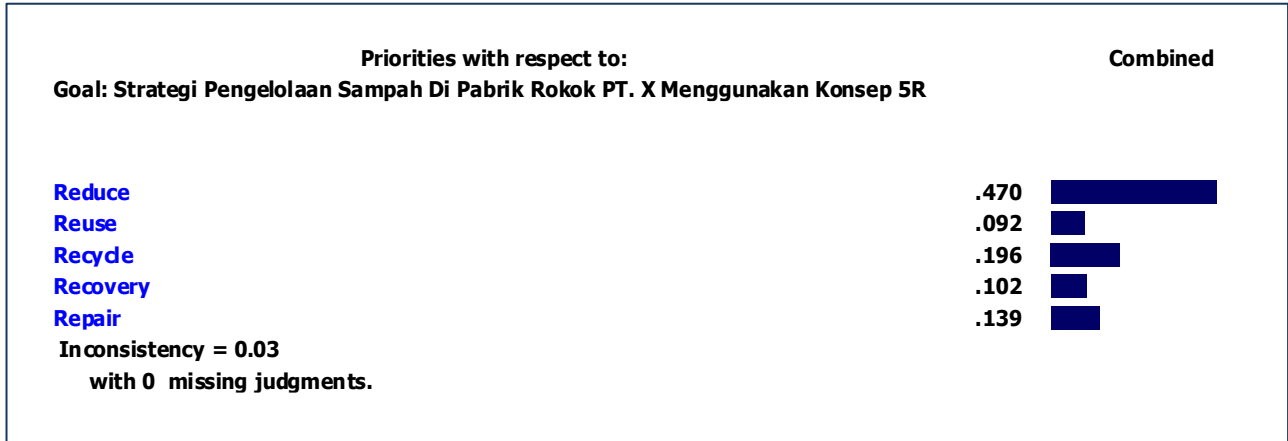 Priorities with respect to: Combined
Goal: Strategi Pengelolaan Sampah Di Pabrik Rokok PT. X Menggunakan Konsep 5R
Reduce .470
Reuse .092
Recycle .196
Recovery .102
Repair .139
Inconsistency = 0.03
with 0 missing judgments.